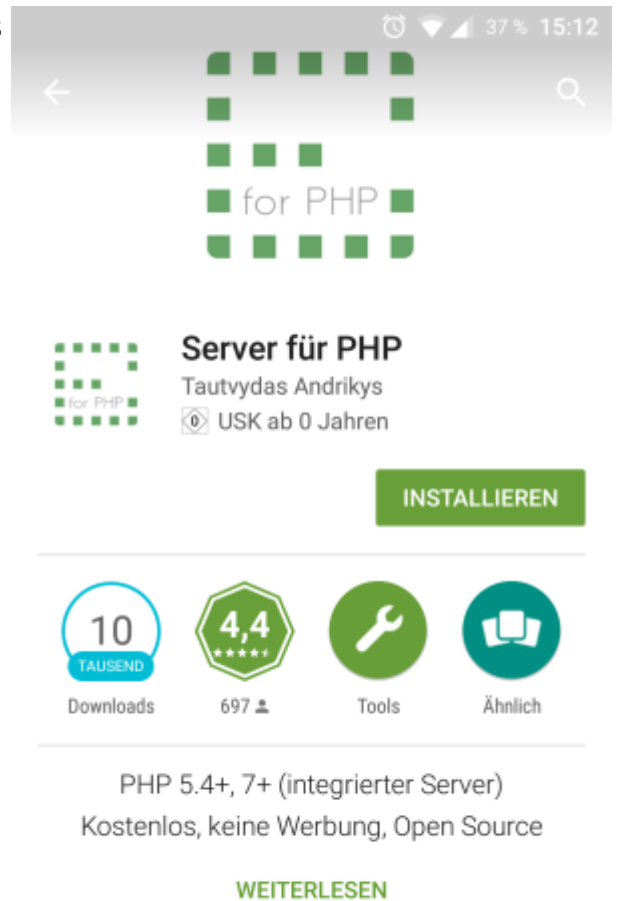 37 % 15:12
for PHP
Server für PHP
Tautvydas Andrikys
0 USK ab 0 Jahren
for PHP
INSTALLIEREN
10
TAUSEND
4,4
Downloads
697
Tools
Ähnlich
PHP 5.4+, 7+ (integrierter Server)
Kostenlos, keine Werbung, Open Source
WEITERLESEN